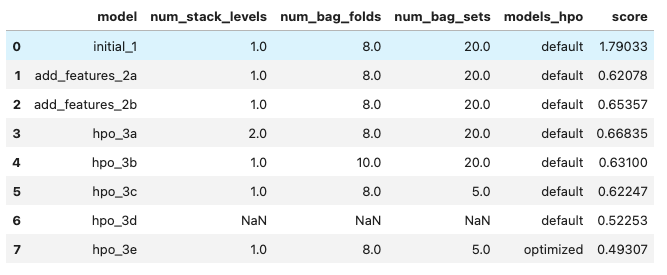 model num_stack_levels num_bag_folds num_bag_sets models_hpo score
0 initial_1 1.0 8.0 20.0 default 1.79033
1 add_features_2a 1.0 8.0 20.0 default 0.62078
2 add_features_2b 1.0 8.0 20.0 default 0.65357
3 hpo_3a 2.0 8.0 20.0 default 0.66835
4 hpo_3b 1.0 10.0 20.0 default 0.63100
5 hpo_3c 1.0 8.0 5.0 default 0.62247
6 hpo_3d NaN NaN NaN default 0.52253
7 hpo_3e 1.0 8.0 5.0 optimized 0.49307